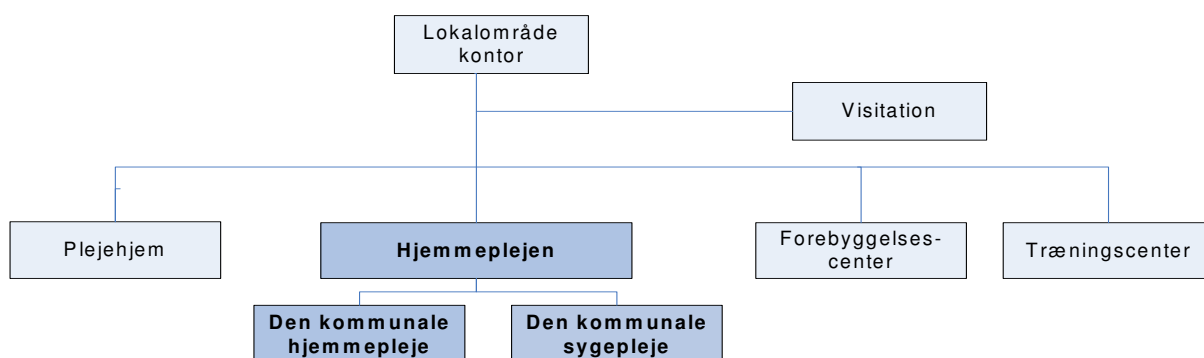 Lokalområde
kontor
Visitation
Plejehjem
Hjemmeplejen
Forebyggelses-
center
Træningscenter
Den kommunale
hjemmepleje
Den kommunale
sygepleje